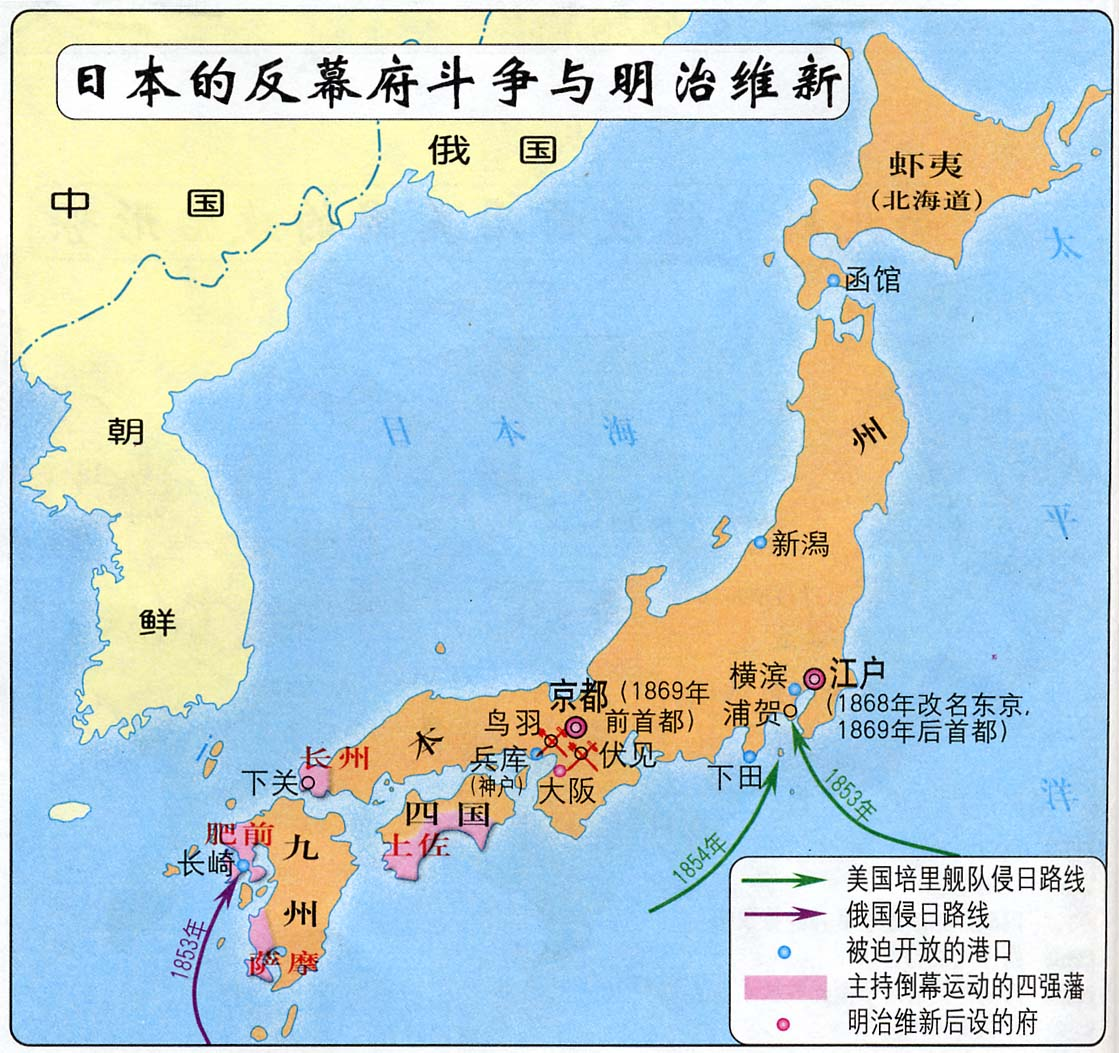 日本的反幕府斗争与明治维新
俄国
中国
虾夷
(北海道)
太
函馆
朝
日本海
州
平
新潟
鲜
横滨
江户
京都
(1869年
前首都)
浦贺
(1868年改名东京,
1869年后首都)
鸟羽
本
长州
兵库
(神户)
伏见
下关
大阪
下田
洋
1853年
四国
土佐
肥前
九
长崎
1854年
州
萨摩
1853年
美国培里舰队侵日路线
俄国侵日路线
被迫开放的港口
主持倒幕运动的四强藩
明治维新后设的府